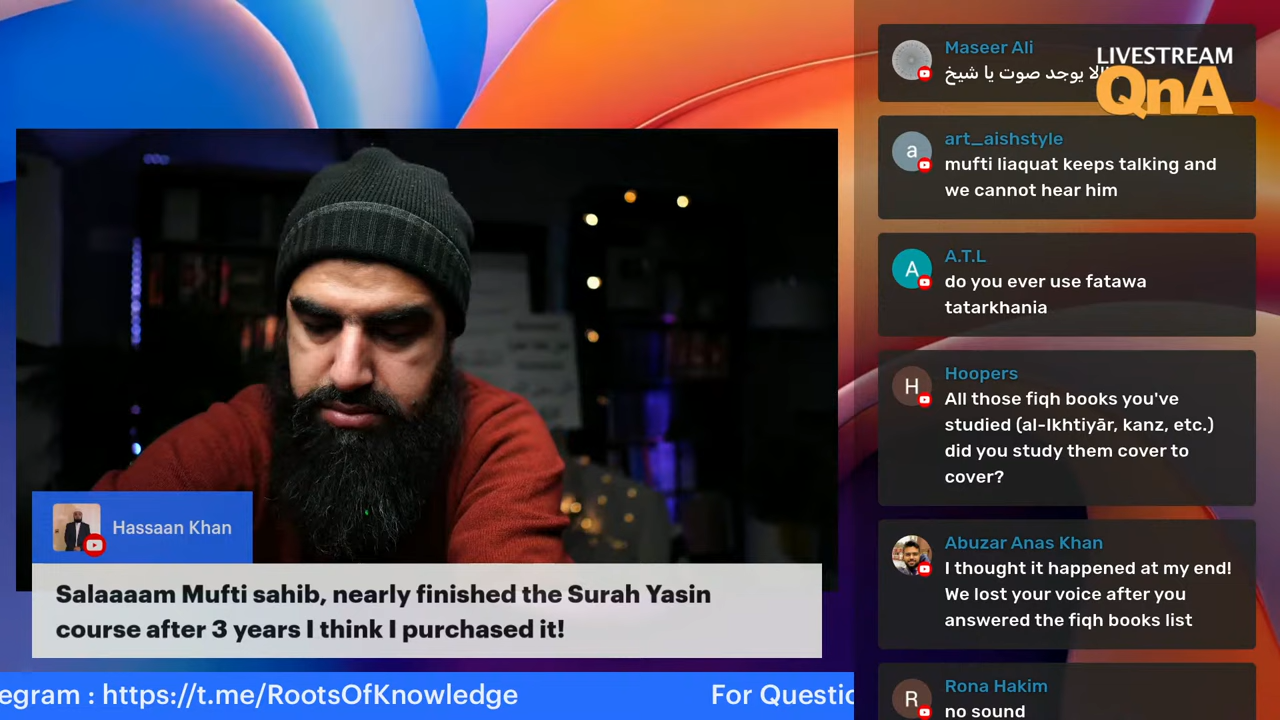 Maseer Ali
لا يوجد صوت يا شيخ
LIVESTREAM
QnA
a
art_aishstyle
mufti liaquat keeps talking and
we cannot hear him
A
A.T.L
do you ever use fatawa
tatarkhania
H
Hoopers
All those fiqh books you've
studied (al-Ikhtiyār, kanz, etc.)
did you study them cover to
cover?
Abuzar Anas Khan
I thought it happened at my end!
We lost your voice after you
answered the fiqh books list
R
Rona Hakim
no sound
Hassaan Khan
Salaaaam Mufti sahib, nearly finished the Surah Yasin
course after 3 years I think I purchased it!
egram : https://t.me/RootsOfKnowledge For Questio